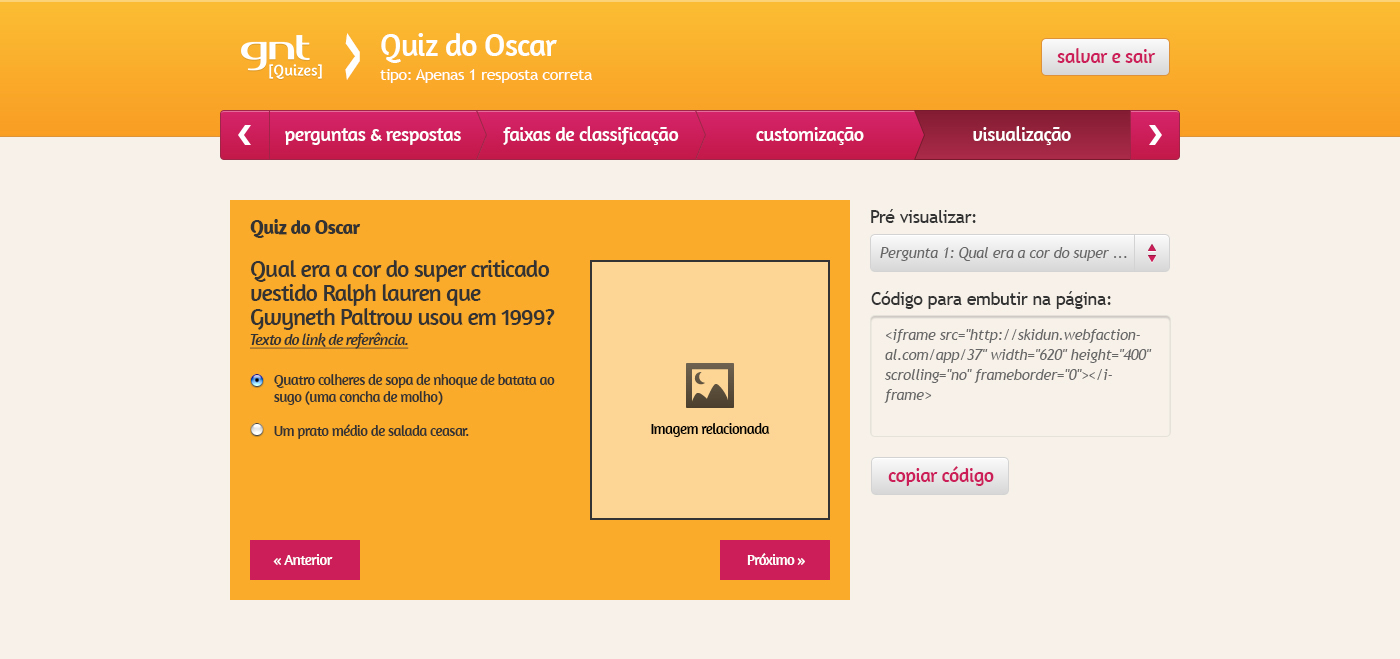 gnt
[Quizes]
Quiz do Oscar
tipo: Apenas 1 resposta correta
salvar e sair
perguntas & respostas
faixas de classificação
customização
visualização
Quiz do Oscar
Qual era a cor do super criticado
vestido Ralph lauren que
Gwyneth Paltrow usou em 1999?
Texto do link de referência.
Quatro colheres de sopa de nhoque de batata ao
sugo (uma concha de molho)
Um prato médio de salada ceasar.
Imagem relacionada
« Anterior
Próximo »
Pré visualizar:
Pergunta 1: Qual era a cor do super ...
Código para embutir na página:
<iframe src="http://skidun.webfaction-
al.com/app/37" width="620" height="400"
scrolling="no" frameborder="0"></i-
frame>
copiar código